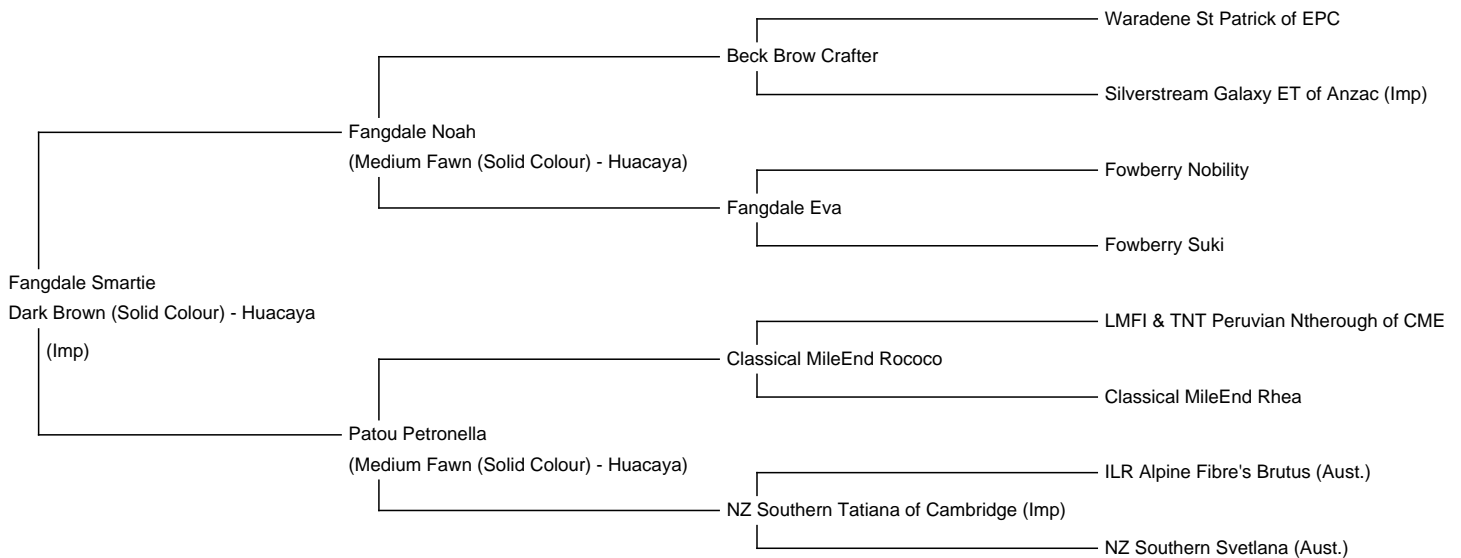 Waradene St Patrick of EPC
Beck Brow Crafter
Silverstream Galaxy ET of Anzac (Imp)
Fangdale Noah
(Medium Fawn (Solid Colour) - Huacaya)
Fowberry Nobility
Fangdale Eva
Fowberry Suki
Fangdale Smartie
Dark Brown (Solid Colour) - Huacaya
(Imp)
LMFI & TNT Peruvian Ntherough of CME
Classical MileEnd Rococo
Classical MileEnd Rhea
Patou Petronella
(Medium Fawn (Solid Colour) - Huacaya)
ILR Alpine Fibre's Brutus (Aust.)
NZ Southern Tatiana of Cambridge (Imp)
NZ Southern Svetlana (Aust.)